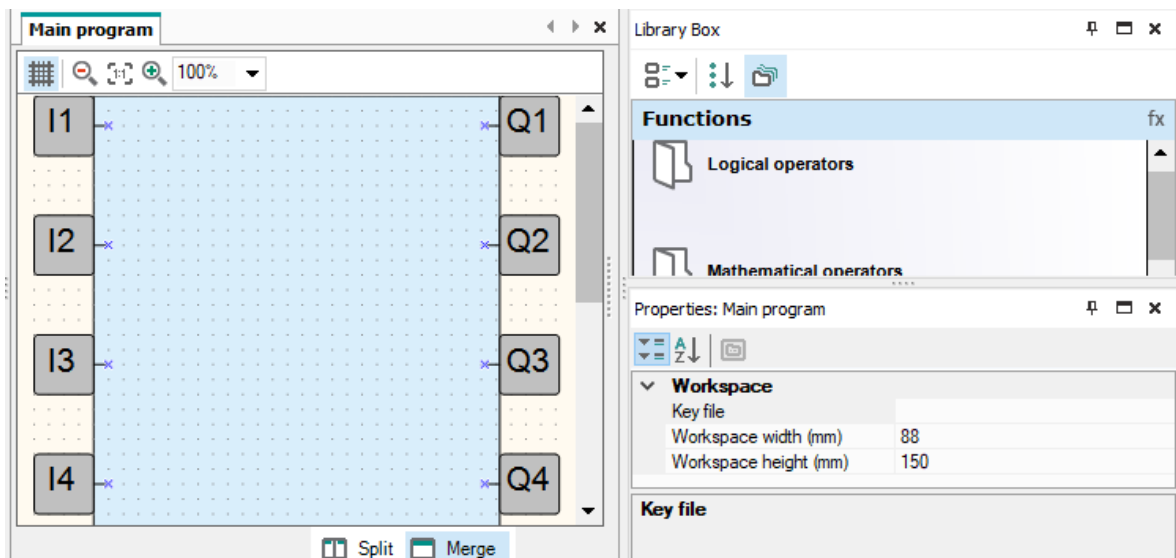 Main program
100%
I1
Q1
I2
Q2
I3
Q3
I4
Q4
Split
Merge
Library Box
Functions
fx
Logical operators
Mathematical operators
Properties: Main program
Workspace
Key file
Workspace width (mm) 88
Workspace height (mm) 150
Key file